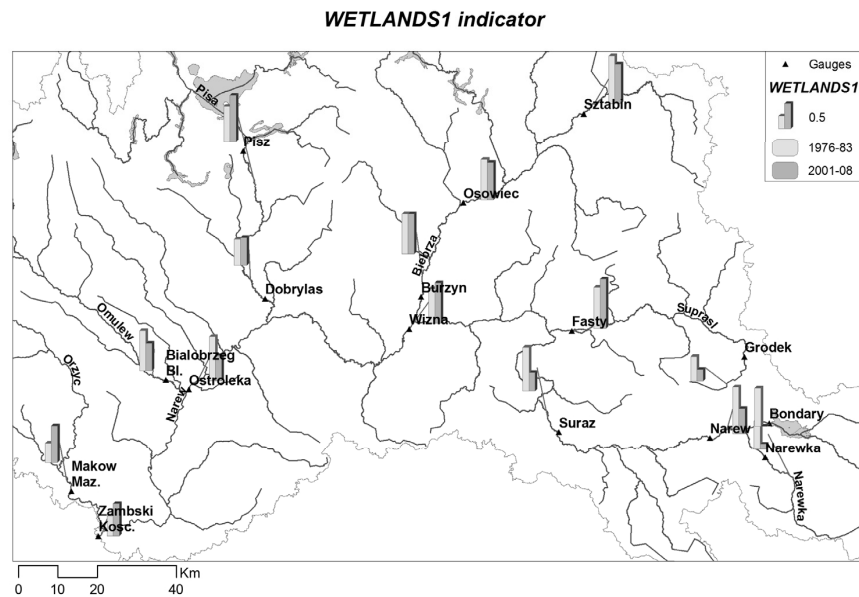 WETLANDS1 indicator
Gauges
WETLANDS1
0.5
1976-83
2001-08
Pisa
Pisz
Sztabin
Osowiec
Biebrza
Dobrylas
Burzyn
Wizna
Fasty
Suprasl
Grodek
Omulew
Bialobrzeg
Bl.
Ostroleka
Orzyc
Narew
Suraz
Narew
Bondary
Narewka
Narewka
Makow
Maz.
Zambski
Kosc.
Km
0 10 20 40